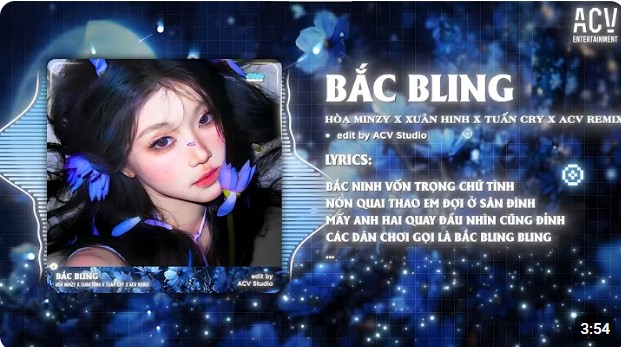 ACV
ENTERTAINMENT
BẮC BLING
HÒA MINZY X XUÂN HINH X TUẤN CRY X ACV REMIX
• edit by ACV Studio
LYRICS:
BẮC NINH VỐN TRỌNG CHỮ TÌNH
NÓN QUAI THAO EM ĐỢI Ở SÂN ĐÌNH
MẤY ANH HAI QUAY ĐẦU NHÌN CŨNG ĐỈNH
CÁC DÂN CHƠI GỌI LÀ BẮC BLING BLING
...
BẮC BLING
HÒA MINZY X XUÂN HINH X TUẤN CRY X ACV REMIX
edit by
ACV Studio
3:54